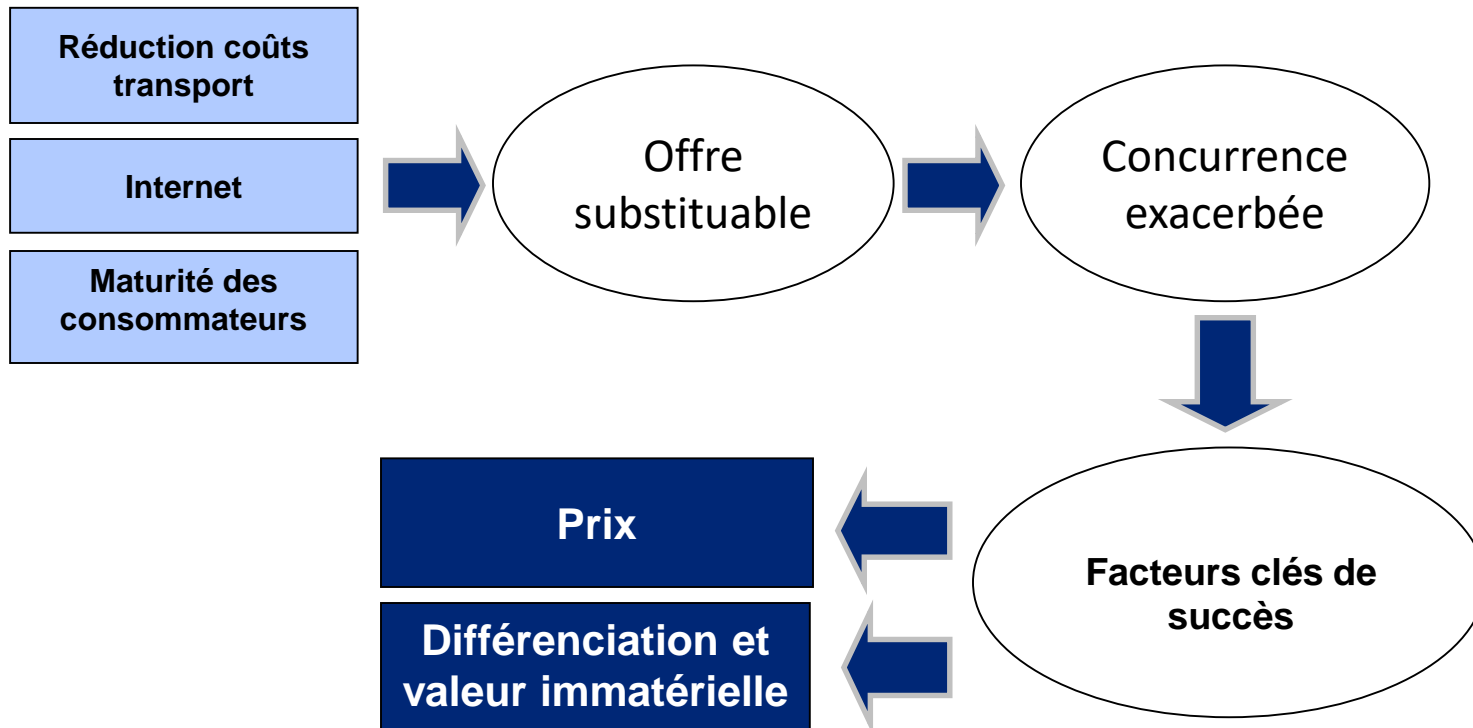 Réduction coûts
transport
Internet
Maturité des
consommateurs
Offre
substituable
Concurrence
exacerbée
Facteurs clés de
succès
Prix
Différenciation et
valeur immatérielle